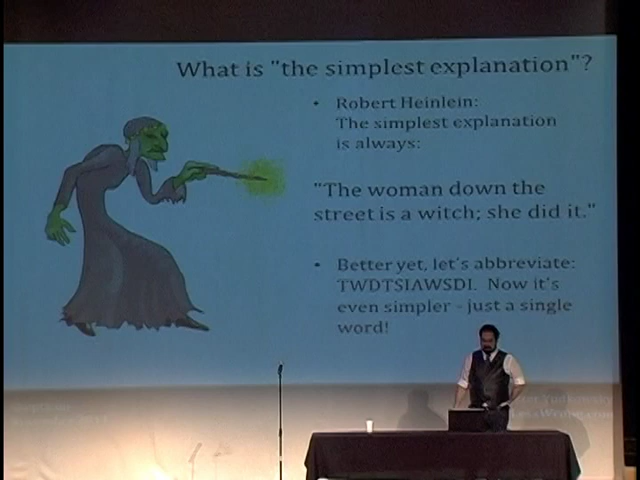 What is "the simplest explanation"?
• Robert Heinlein:
The simplest explanation
is always:
"The woman down the
street is a witch; she did it."
• Better yet, let's abbreviate:
TWDTSIAWSDI. Now it's
even simpler - just a single
word!